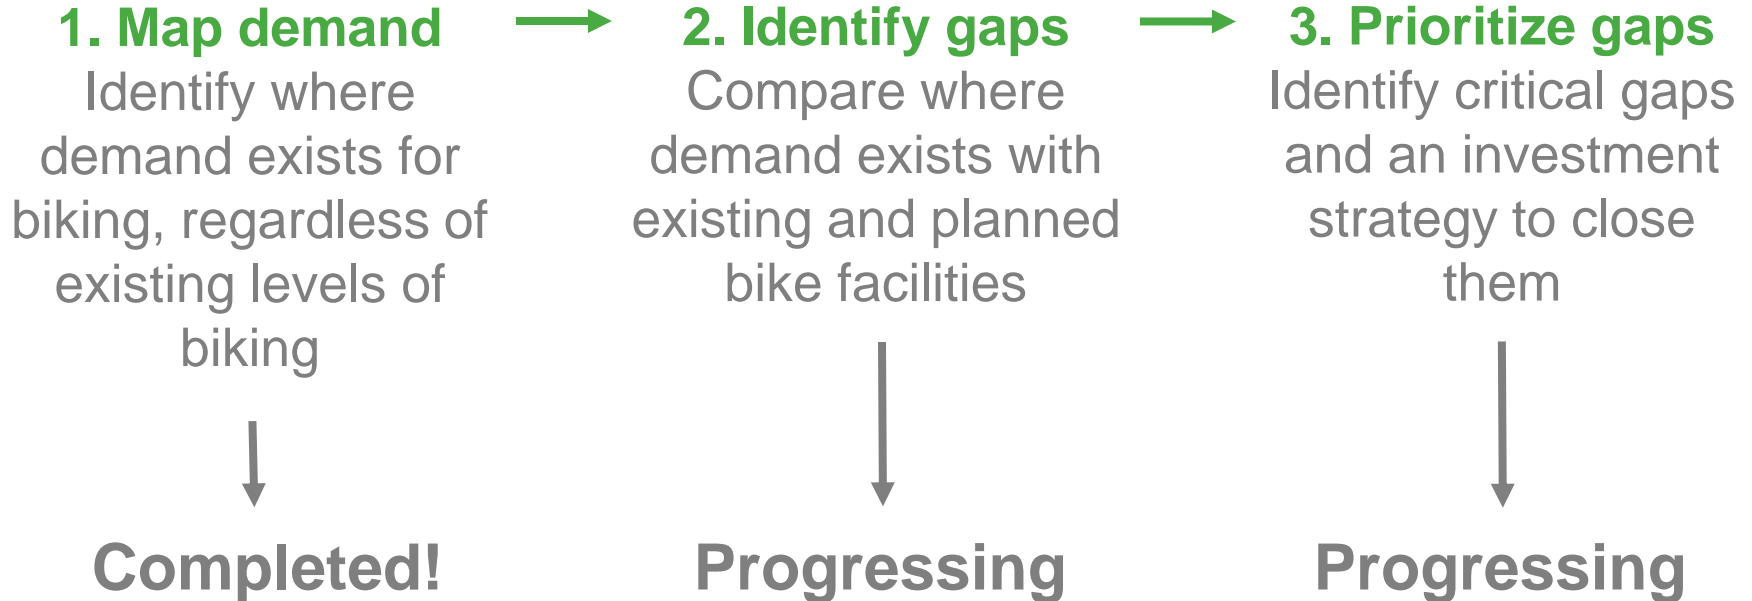 1. Map demand
Identify where
demand exists for
biking, regardless of
existing levels of
biking
Completed!
2. Identify gaps
Compare where
demand exists with
existing and planned
bike facilities
Progressing
3. Prioritize gaps
Identify critical gaps
and an investment
strategy to close
them
Progressing